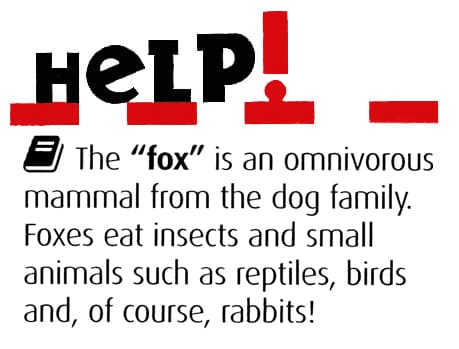 HeLP!
The “fox” is an omnivorous
mammal from the dog family.
Foxes eat insects and small
animals such as reptiles, birds
and, of course, rabbits!